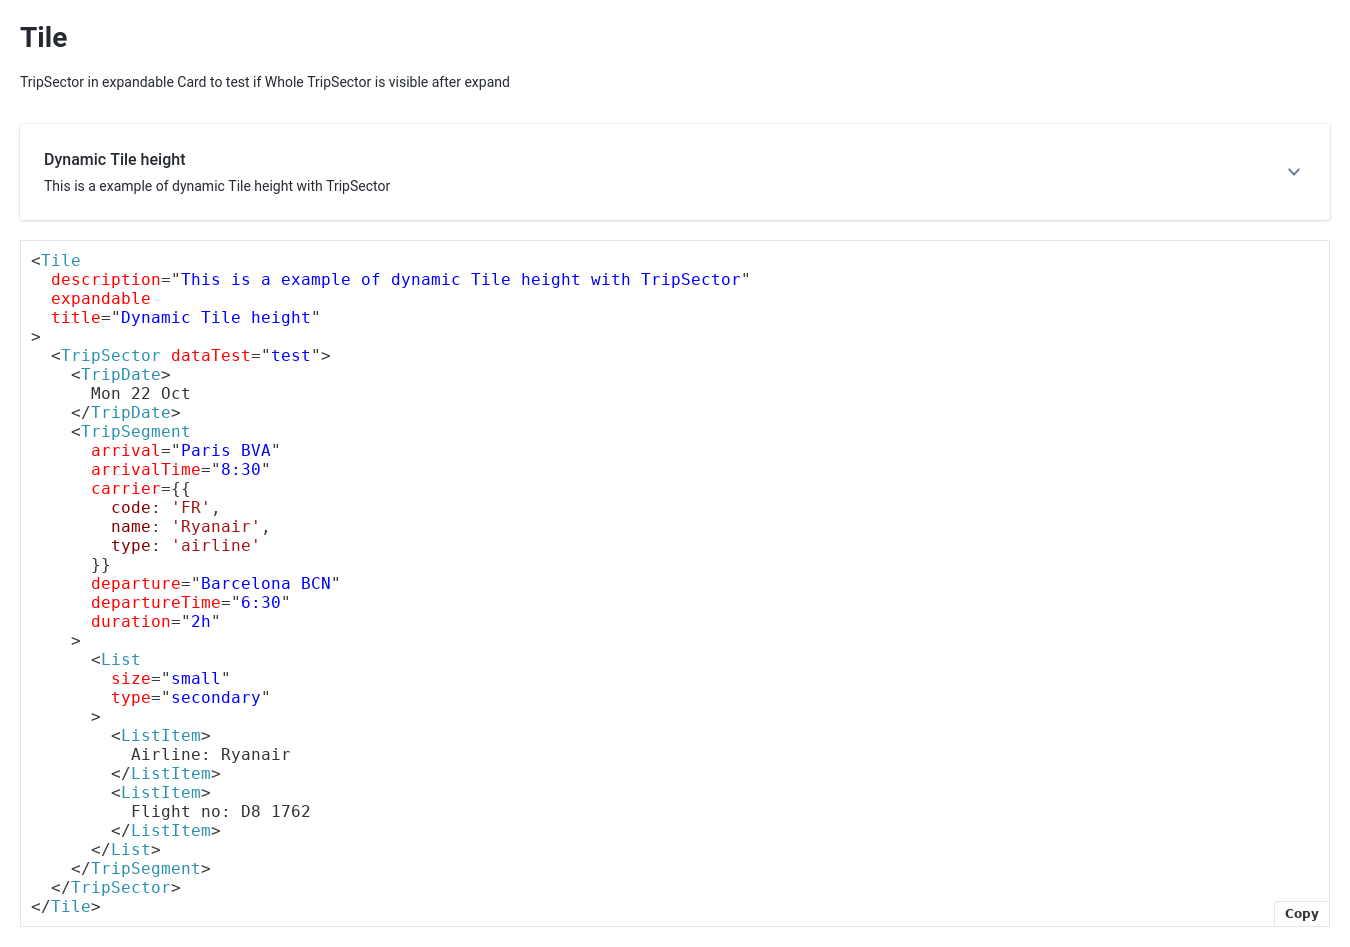 Tile
TripSector in expandable Card to test if Whole TripSector is visible after expand
Dynamic Tile height
This is a example of dynamic Tile height with TripSector
<Tile
  description="This is a example of dynamic Tile height with TripSector"
  expandable
  title="Dynamic Tile height"
>
  <TripSector dataTest="test">
    <TripDate>
      Mon 22 Oct
    </TripDate>
    <TripSegment
      arrival="Paris BVA"
      arrivalTime="8:30"
      carrier={{
        code: 'FR',
        name: 'Ryanair',
        type: 'airline'
      }}
      departure="Barcelona BCN"
      departureTime="6:30"
      duration="2h"
    >
      <List
        size="small"
        type="secondary"
      >
        <ListItem>
          Airline: Ryanair
        </ListItem>
        <ListItem>
          Flight no: D8 1762
        </ListItem>
      </List>
    </TripSegment>
  </TripSector>
</Tile>
Copy